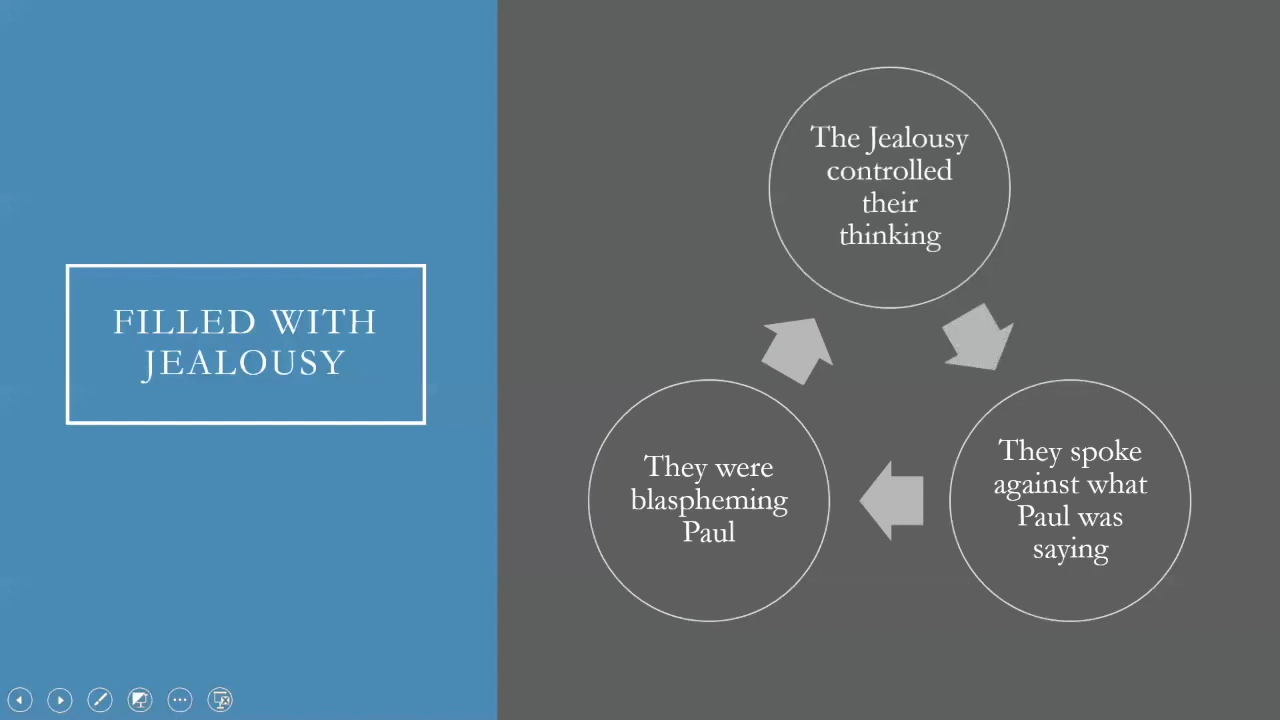 FILLED WITH
JEALOUSY
The Jealousy
controlled
their
thinking
They spoke
against what
Paul was
saying
They were
blaspheming
Paul